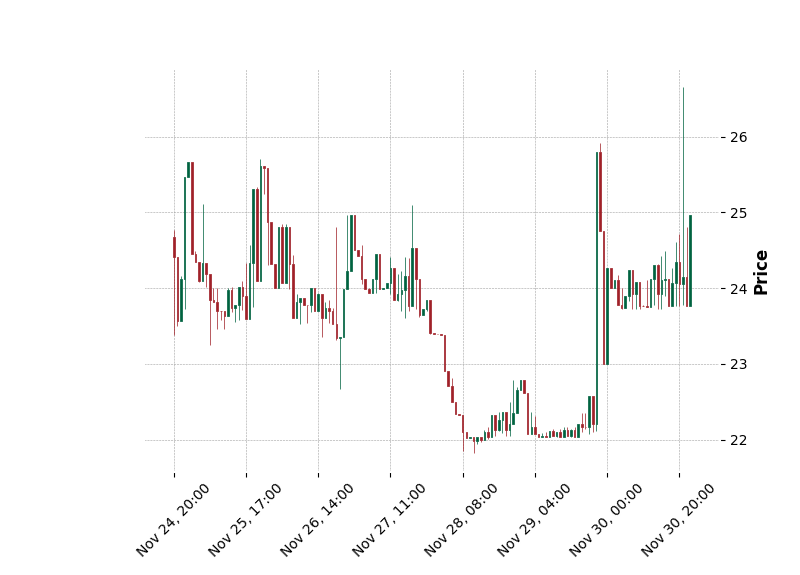 26
25
24
23
22
Price
Nov 24, 20:00
Nov 25, 17:00
Nov 26, 14:00
Nov 27, 11:00
Nov 28, 08:00
Nov 29, 04:00
Nov 30, 00:00
Nov 30, 20:00